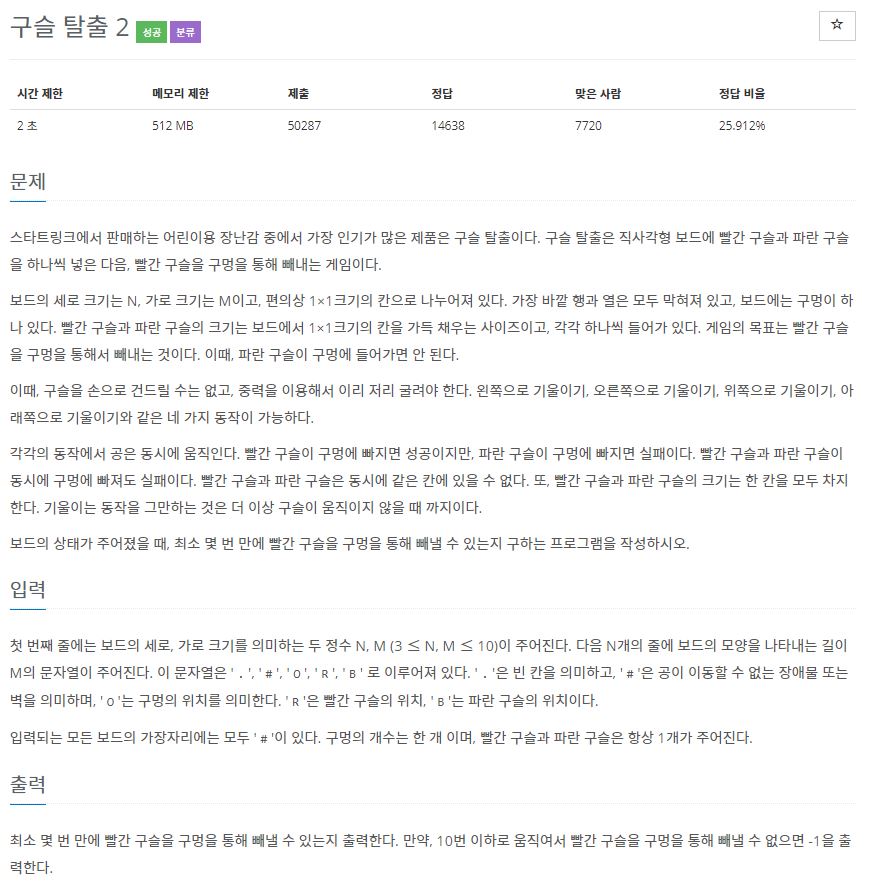 구슬 탈출 2 성공 분류
☆
시간 제한 메모리 제한 제출 정답 맞은 사람 정답 비율
2 초 512 MB 50287 14638 7720 25.912%
문제
스타트링크에서 판매하는 어린이용 장난감 중에서 가장 인기가 많은 제품은 구슬 탈출이다. 구슬 탈출은 직사각형 보드에 빨간 구슬과 파란 구슬
을 하나씩 넣은 다음, 빨간 구슬을 구멍을 통해 빼내는 게임이다.
보드의 세로 크기는 N, 가로 크기는 M이고, 편의상 1×1크기의 칸으로 나누어져 있다. 가장 바깥 행과 열은 모두 막혀져 있고, 보드에는 구멍이 하
나 있다. 빨간 구슬과 파란 구슬의 크기는 보드에서 1×1크기의 칸을 가득 채우는 사이즈이고, 각각 하나씩 들어가 있다. 게임의 목표는 빨간 구슬
을 구멍을 통해서 빼내는 것이다. 이때, 파란 구슬이 구멍에 들어가면 안 된다.
이때, 구슬을 손으로 건드릴 수는 없고, 중력을 이용해서 이리 저리 굴려야 한다. 왼쪽으로 기울이기, 오른쪽으로 기울이기, 위쪽으로 기울이기, 아
래쪽으로 기울이기와 같은 네 가지 동작이 가능하다.
각각의 동작에서 공은 동시에 움직인다. 빨간 구슬이 구멍에 빠지면 성공이지만, 파란 구슬이 구멍에 빠지면 실패이다. 빨간 구슬과 파란 구슬이
동시에 구멍에 빠져도 실패이다. 빨간 구슬과 파란 구슬은 동시에 같은 칸에 있을 수 없다. 또, 빨간 구슬과 파란 구슬의 크기는 한 칸을 모두 차지
한다. 기울이는 동작을 그만하는 것은 더 이상 구슬이 움직이지 않을 때 까지이다.
보드의 상태가 주어졌을 때, 최소 몇 번 만에 빨간 구슬을 구멍을 통해 빼낼 수 있는지 구하는 프로그램을 작성하시오.
입력
첫 번째 줄에는 보드의 세로, 가로 크기를 의미하는 두 정수 N, M (3 ≤ N, M ≤ 10)이 주어진다. 다음 N개의 줄에 보드의 모양을 나타내는 길이
M의 문자열이 주어진다. 이 문자열은 '.', '#', 'O', 'R', 'B' 로 이루어져 있다. '.'은 빈 칸을 의미하고, '#'은 공이 이동할 수 없는 장애물 또는
벽을 의미하며, 'O'는 구멍의 위치를 의미한다. 'R'은 빨간 구슬의 위치, 'B'는 파란 구슬의 위치이다.
입력되는 모든 보드의 가장자리에는 모두 '#'이 있다. 구멍의 개수는 한 개 이며, 빨간 구슬과 파란 구슬은 항상 1개가 주어진다.
출력
최소 몇 번 만에 빨간 구슬을 구멍을 통해 빼낼 수 있는지 출력한다. 만약, 10번 이하로 움직여서 빨간 구슬을 구멍을 통해 빼낼 수 없으면 -1을 출
력한다.